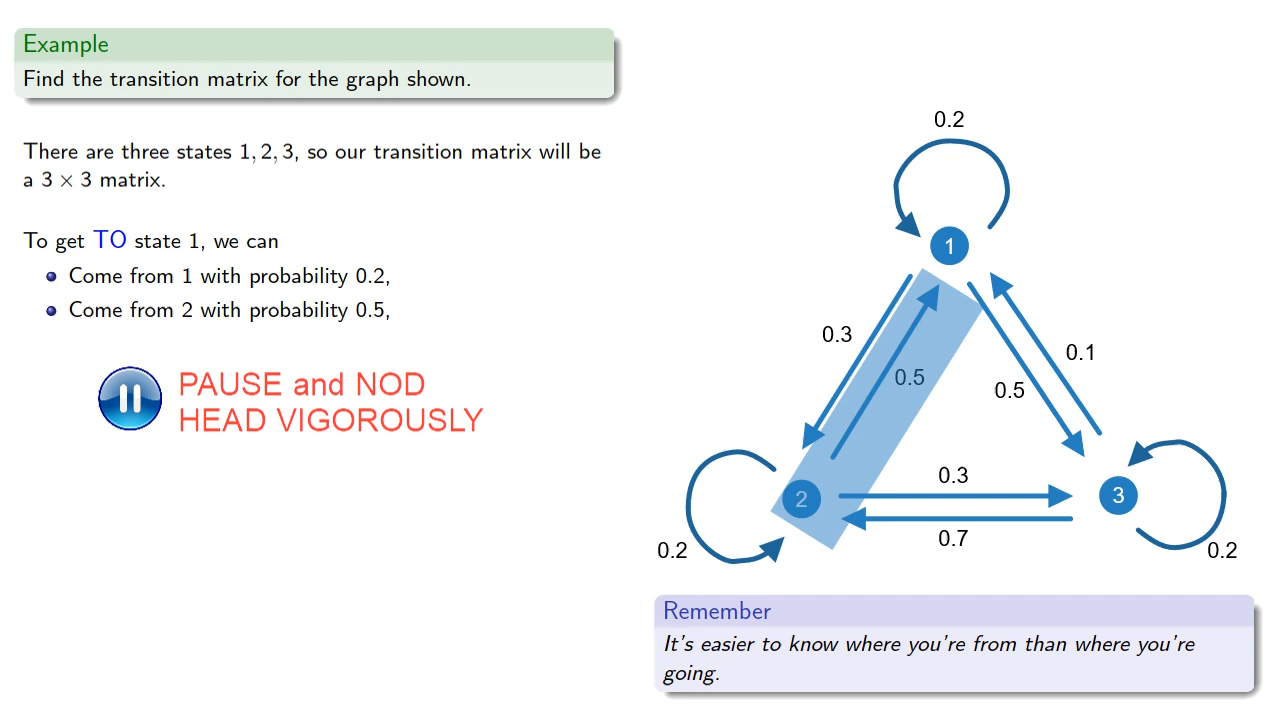 Example
Find the transition matrix for the graph shown.
There are three states 1, 2, 3, so our transition matrix will be
a 3 × 3 matrix.
To get TO state 1, we can
Come from 1 with probability 0.2,
Come from 2 with probability 0.5,
PAUSE and NOD
HEAD VIGOROUSLY
0.2
1
0.3
0.5
0.5
0.1
2
0.3
3
0.7
0.2
0.2
Remember
It's easier to know where you're from than where you're
going.